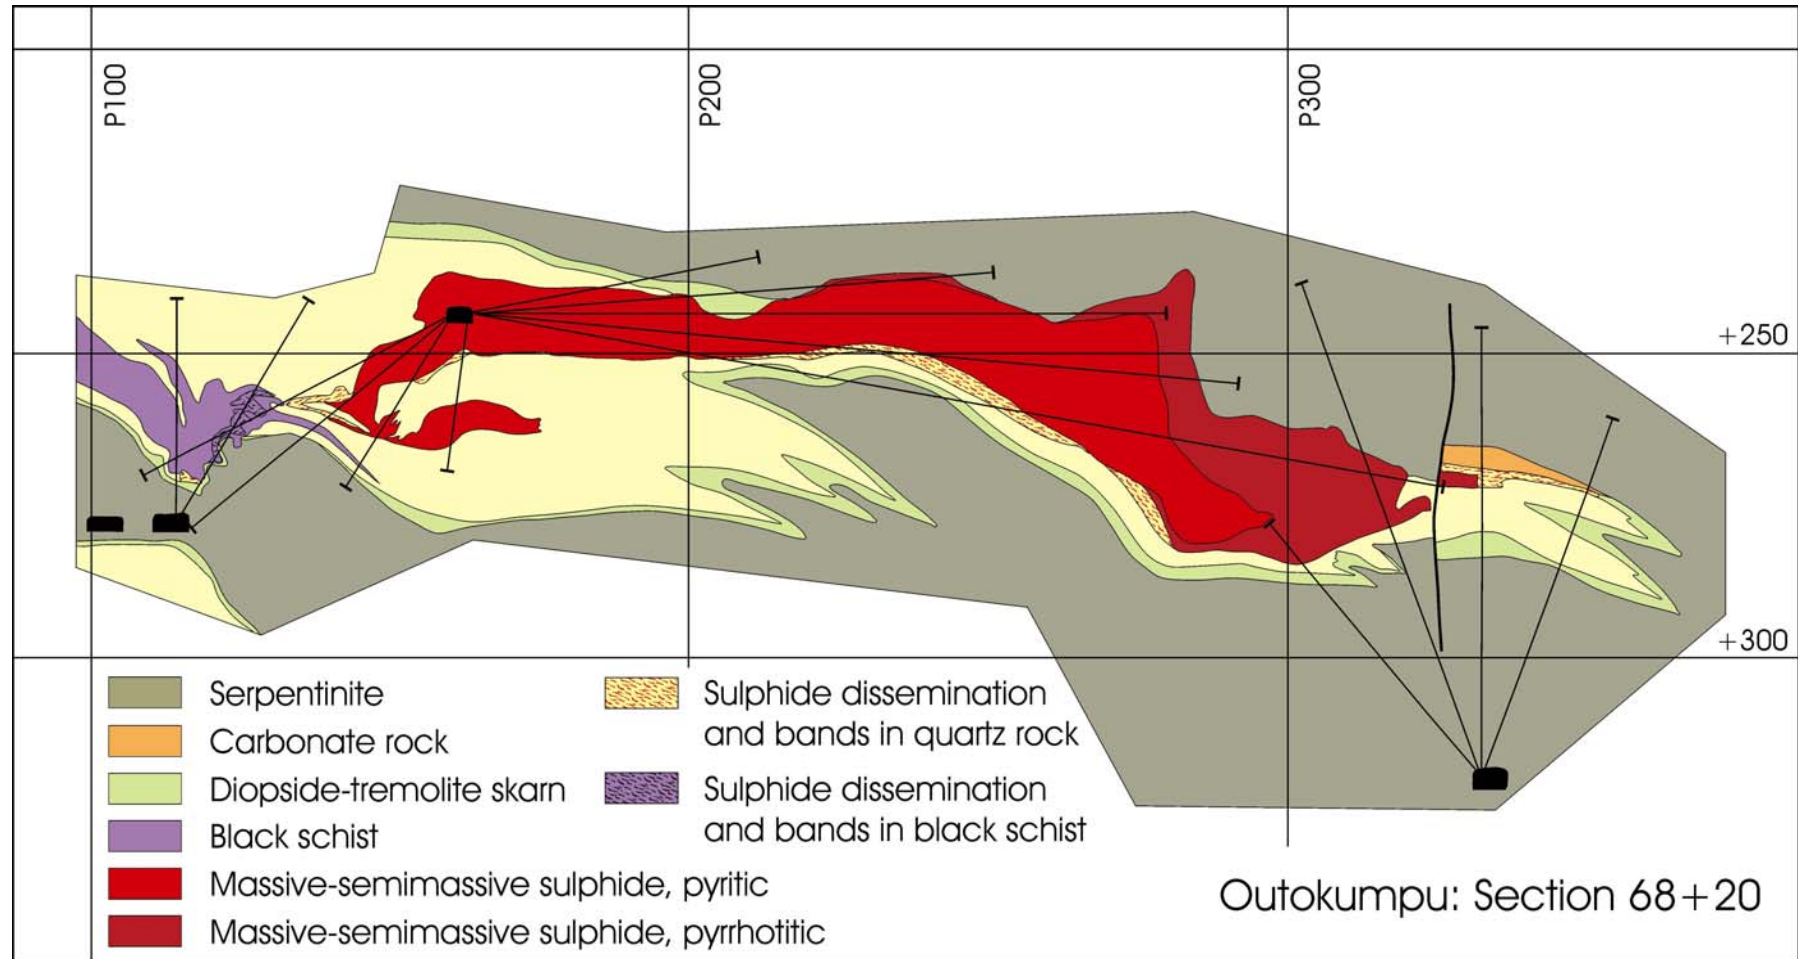 P100
P200
P300
+250
+300
Serpentinite
Carbonate rock
Diopside-tremolite skarn
Black schist
Massive-semimassive sulphide, pyritic
Massive-semimassive sulphide, pyrrhotitic
Sulphide dissemination
and bands in quartz rock
Sulphide dissemination
and bands in black schist
Outokumpu: Section 68+20